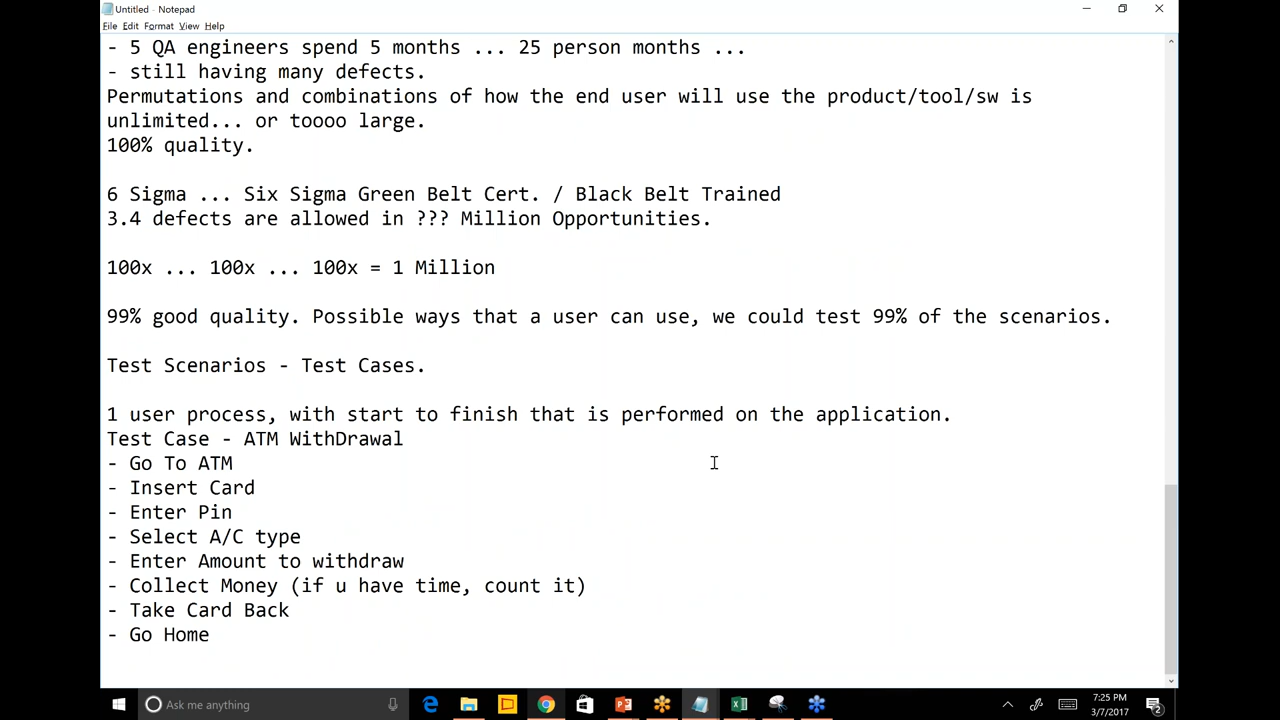 Untitled - Notepad
File Edit Format View Help
- 5 QA engineers spend 5 months ... 25 person months ...
- still having many defects.
Permutations and combinations of how the end user will use the product/tool/sw is
unlimited... or toooo large.
100% quality.
6 Sigma ... Six Sigma Green Belt Cert. / Black Belt Trained
3.4 defects are allowed in ??? Million Opportunities.
100x ... 100x ... 100x = 1 Million
99% good quality. Possible ways that a user can use, we could test 99% of the scenarios.
Test Scenarios - Test Cases.
1 user process, with start to finish that is performed on the application.
Test Case - ATM WithDrawal
- Go To ATM
- Insert Card
- Enter Pin
- Select A/C type
- Enter Amount to withdraw
- Collect Money (if u have time, count it)
- Take Card Back
- Go Home
Ask me anything
7:25 PM
3/7/2017
2